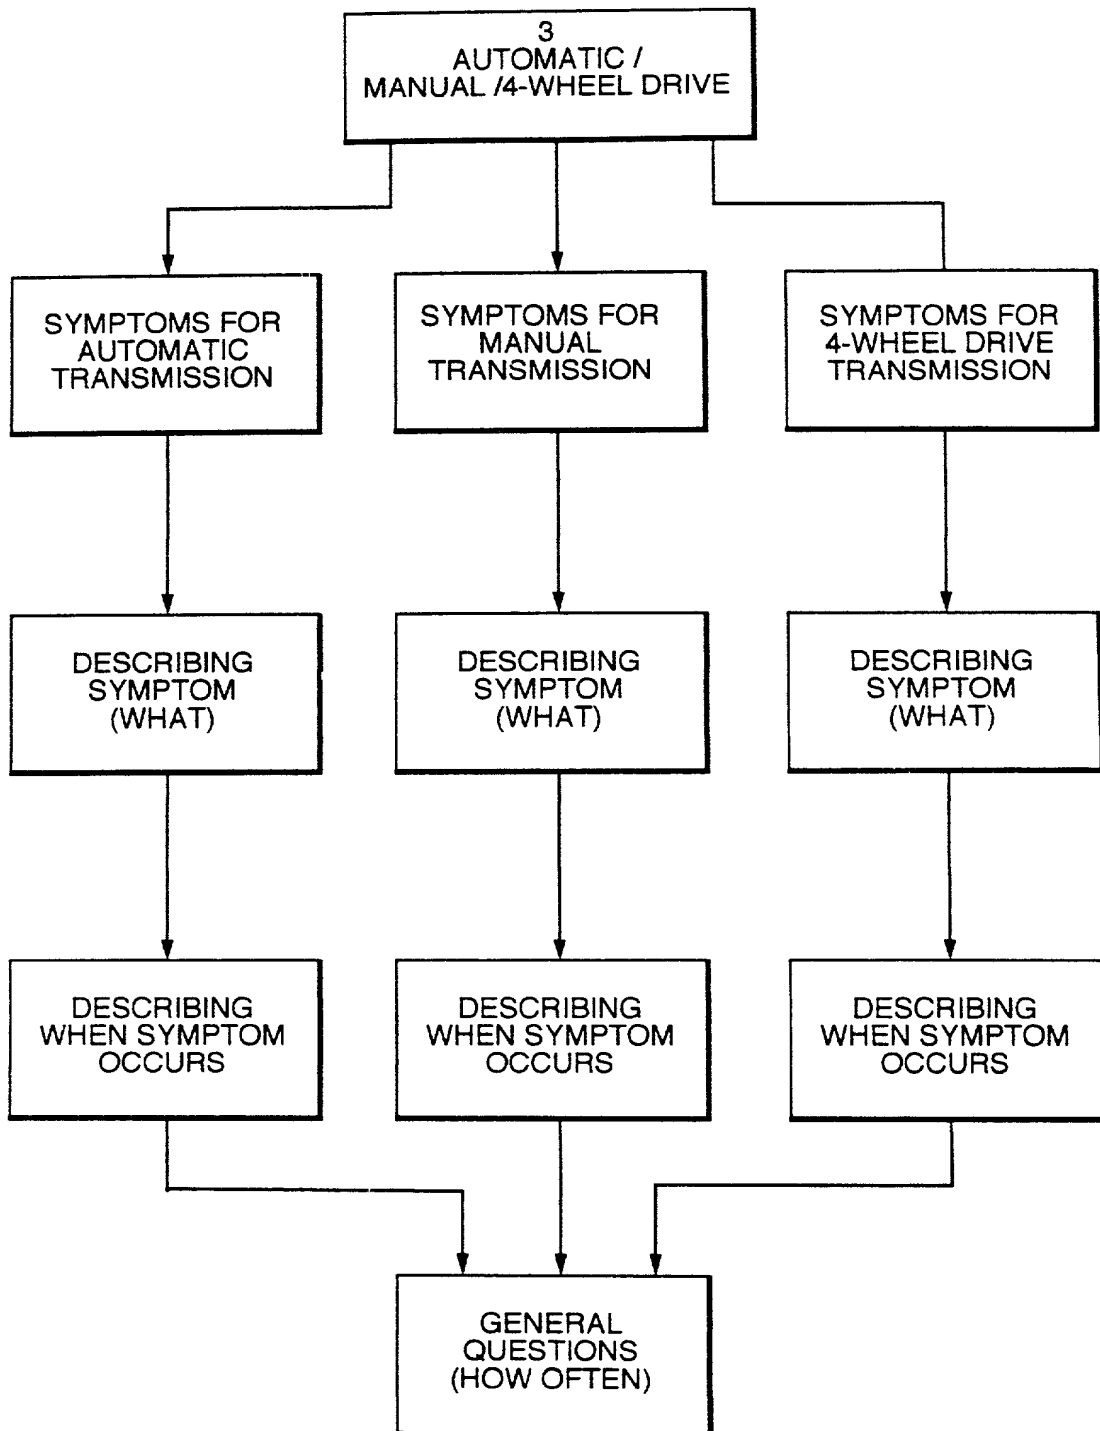 3
AUTOMATIC /
MANUAL /4-WHEEL DRIVE
SYMPTOMS FOR
AUTOMATIC
TRANSMISSION
SYMPTOMS FOR
MANUAL
TRANSMISSION
SYMPTOMS FOR
4-WHEEL DRIVE
TRANSMISSION
DESCRIBING
SYMPTOM
(WHAT)
DESCRIBING
SYMPTOM
(WHAT)
DESCRIBING
SYMPTOM
(WHAT)
DESCRIBING
WHEN SYMPTOM
OCCURS
DESCRIBING
WHEN SYMPTOM
OCCURS
DESCRIBING
WHEN SYMPTOM
OCCURS
GENERAL
QUESTIONS
(HOW OFTEN)